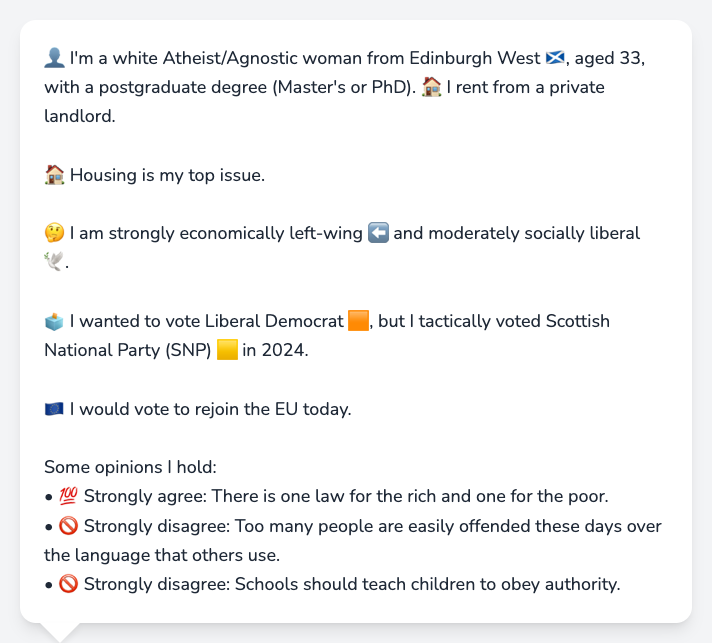 👤 I'm a white Atheist/Agnostic woman from Edinburgh West 🏴󠁧󠁢󠁳󠁣󠁴󠁿, aged 33,
with a postgraduate degree (Master's or PhD). 🏠 I rent from a private
landlord.
🏠 Housing is my top issue.
🤔 I am strongly economically left-wing ⬅️ and moderately socially liberal
🕊️.
🗳️ I wanted to vote Liberal Democrat 🟧, but I tactically voted Scottish
National Party (SNP) 🟨 in 2024.
🇪🇺 I would vote to rejoin the EU today.
Some opinions I hold:
• 💯 Strongly agree: There is one law for the rich and one for the poor.
• 🚫 Strongly disagree: Too many people are easily offended these days over
the language that others use.
• 🚫 Strongly disagree: Schools should teach children to obey authority.